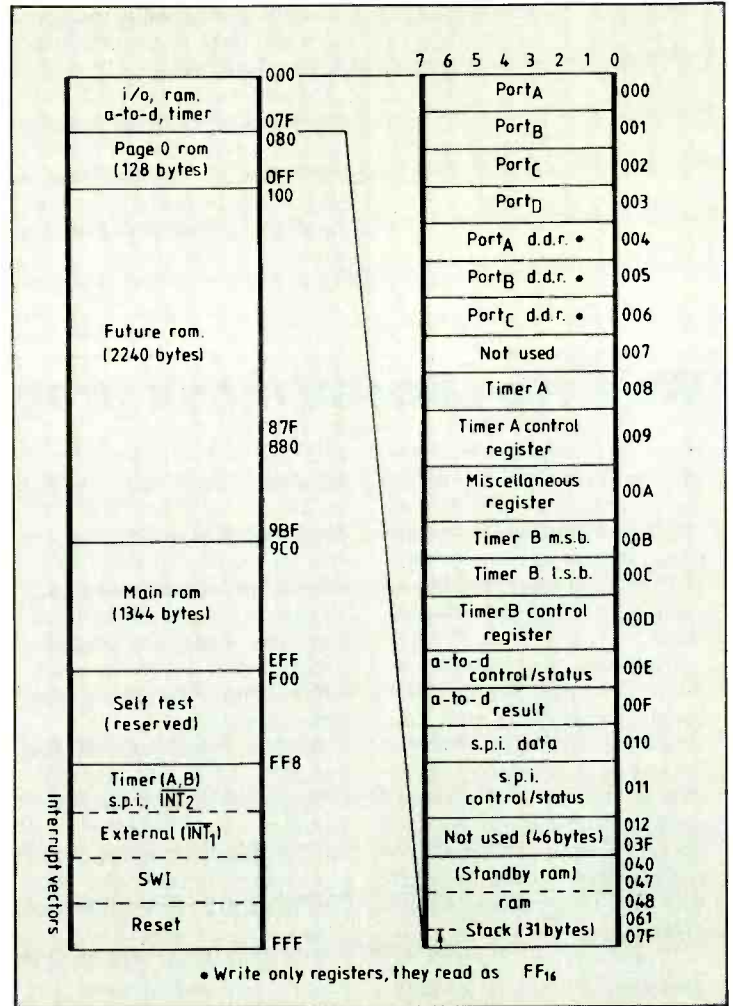 000
i/o, ram.
a-to-d, timer
07F
080
Page 0 rom
(128 bytes)
0FF
100
Future rom.
(2240 bytes)
87F
880
9BF
9C0
Main rom
(1344 bytes)
EFF
F00
Self test
(reserved)
FF8
Timer (A,B)
s.p.i., INT2
External (INT1)
SWI
Reset
FFF
Interrupt vectors
7 6 5 4 3 2 1 0
PortA 000
PortB 001
PortC 002
PortD 003
PortA d.d.r. • 004
PortB d.d.r. • 005
PortC d.d.r. • 006
Not used 007
Timer A 008
Timer A control
register 009
Miscellaneous
register 00A
Timer B m.s.b. 00B
Timer B. l.s.b. 00C
Timer B control
register 00D
a-to-d
control/status 00E
a-to-d
result 00F
s.p.i. data 010
s.p.i.
control/status 011
Not used (46 bytes) 012
03F
(Standby ram) 040
047
ram 048
061
Stack (31 bytes) 07F
• Write only registers, they read as FF16